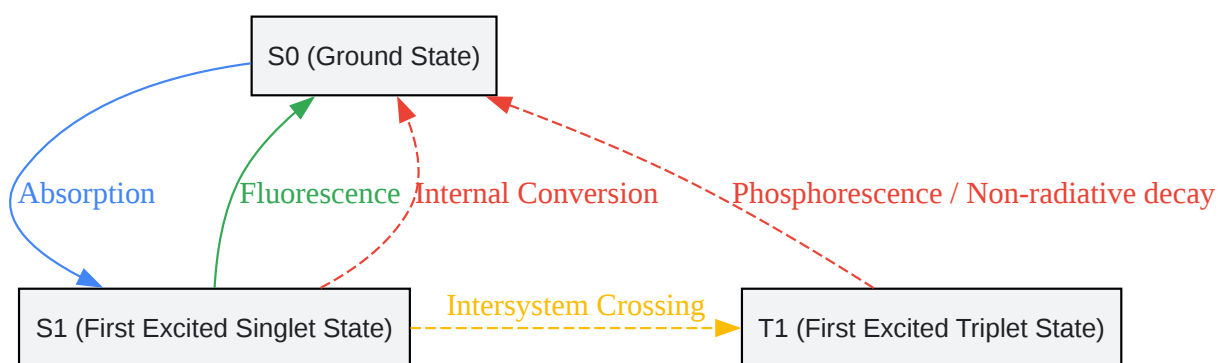 S0 (Ground State)
Absorption
Fluorescence
Internal Conversion
Phosphorescence / Non-radiative decay
Intersystem Crossing
S1 (First Excited Singlet State)
T1 (First Excited Triplet State)